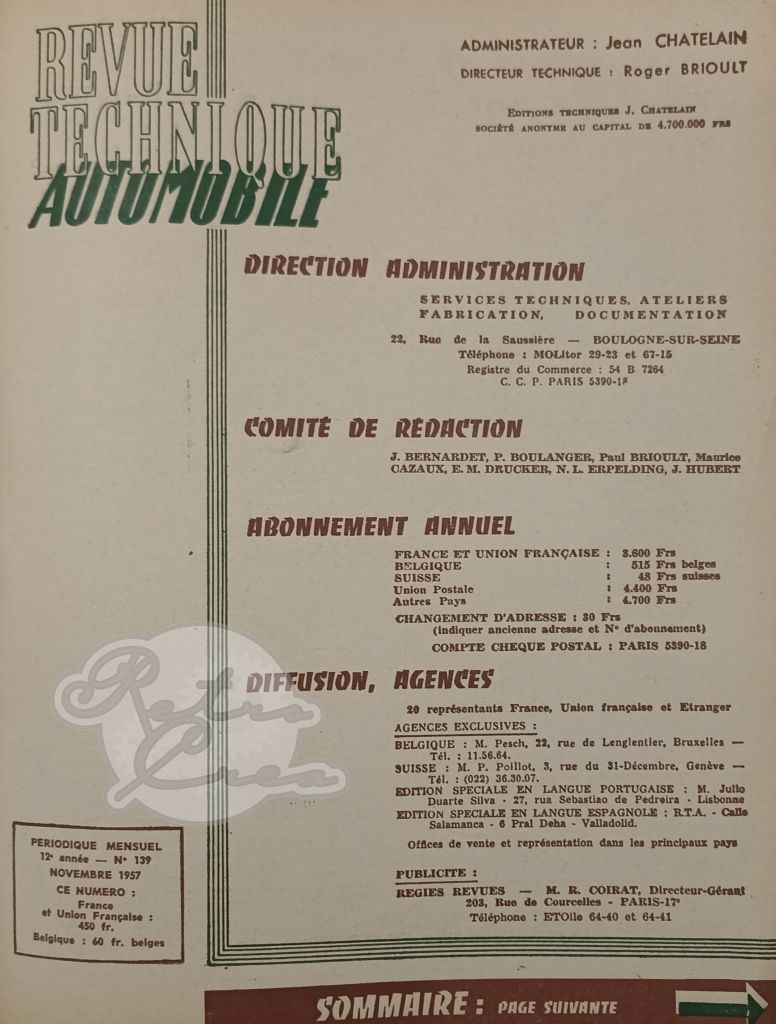 REVUE
TECHNIQUE
AUTOMOBILE
ADMINISTRATEUR : Jean CHATELAIN
DIRECTEUR TECHNIQUE : Roger BRIOULT
EDITIONS TECHNIQUES J. CHATELAIN
SOCIÉTÉ ANONYME AU CAPITAL DE 4.700.000 FRS
DIRECTION ADMINISTRATION
SERVICES TECHNIQUES, ATELIERS
FABRICATION, DOCUMENTATION
22, Rue de la Saussière — BOULOGNE-SUR-SEINE
Téléphone : MOLitor 29-23 et 67-15
Registre du Commerce : 54 B 7264
C. C. P. PARIS 5390-18
COMITÉ DE RÉDACTION
J. BERNARDET, P. BOULANGER, Paul BRIOULT, Maurice
CAZAUX, E. M. DRUCKER, N. L. ERPELDING, J. HUBERT
ABONNEMENT ANNUEL
FRANCE ET UNION FRANÇAISE : 3.600 Frs
BELGIQUE : 515 Frs belges
SUISSE : 48 Frs suisses
Union Postale : 4.400 Frs
Autres Pays : 4.700 Frs
CHANGEMENT D'ADRESSE : 30 Frs
(indiquer ancienne adresse et N° d'abonnement)
COMPTE CHEQUE POSTAL : PARIS 5390-18
DIFFUSION, AGENCES
20 représentants France, Union française et Etranger
AGENCES EXCLUSIVES :
BELGIQUE : M. Pesch, 22, rue de Lenglentier, Bruxelles —
Tél. : 11.56.64.
SUISSE : M. P. Poillot, 3, rue du 31-Décembre, Genève —
Tél. : (022) 36.30.07.
EDITION SPECIALE EN LANGUE PORTUGAISE : M. Julio
Duarte Silva - 27, rua Sebastiao de Pedreira - Lisbonne
EDITION SPECIALE EN LANGUE ESPAGNOLE : R.T.A. - Calle
Salamanca - 6 Pral Deha - Valladolid.
Offices de vente et représentation dans les principaux pays
PUBLICITE :
REGIES REVUES — M. R. COIRAT, Directeur-Gérant
203, Rue de Courcelles - PARIS-17e
Téléphone : ETOile 64-40 et 64-41
Retro
Crea
PERIODIQUE MENSUEL
12e année — N° 139
NOVEMBRE 1957
CE NUMERO :
France
et Union Française :
450 fr.
Belgique : 60 fr. belges
SOMMAIRE : PAGE SUIVANTE